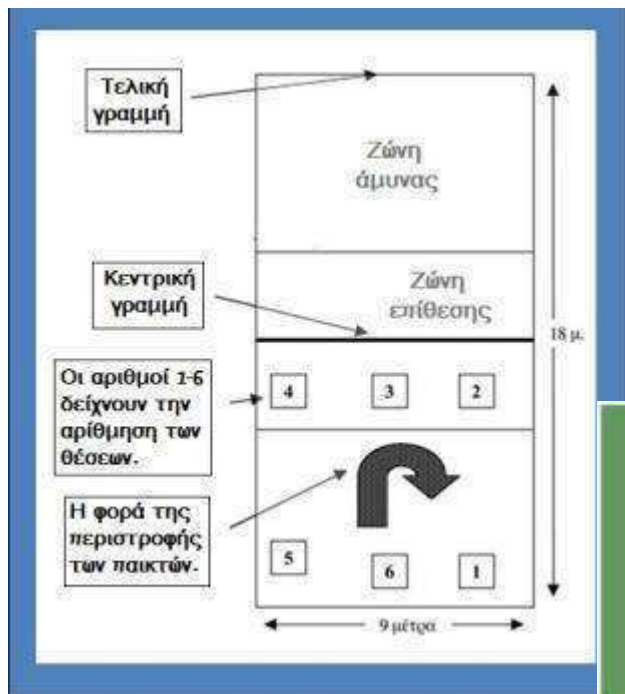 Τελική
γραμμή
Ζώνη
άμυνας
Κεντρική
γραμμή
Ζώνη
επίθεσης
18 μ.
Οι αριθμοί 1-6
δείχνουν την
αρίθμηση των
θέσεων.
4 3 2
Η φορά της
περιστροφής
των παικτών.
5 6 1
9 μέτρα